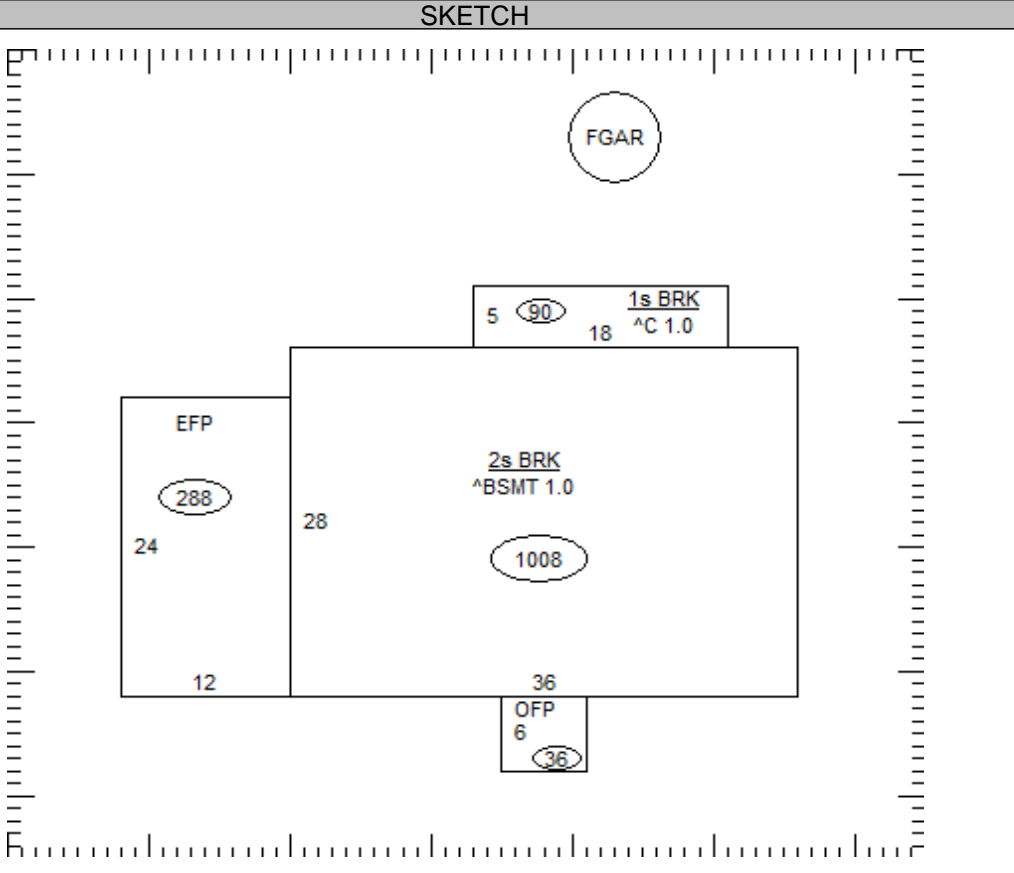 SKETCH
FGAR
1s BRK
5 90
^C 1.0
18
EFP
2s BRK
^BSMT 1.0
288
28
24
1008
12
36
OFP
6
36